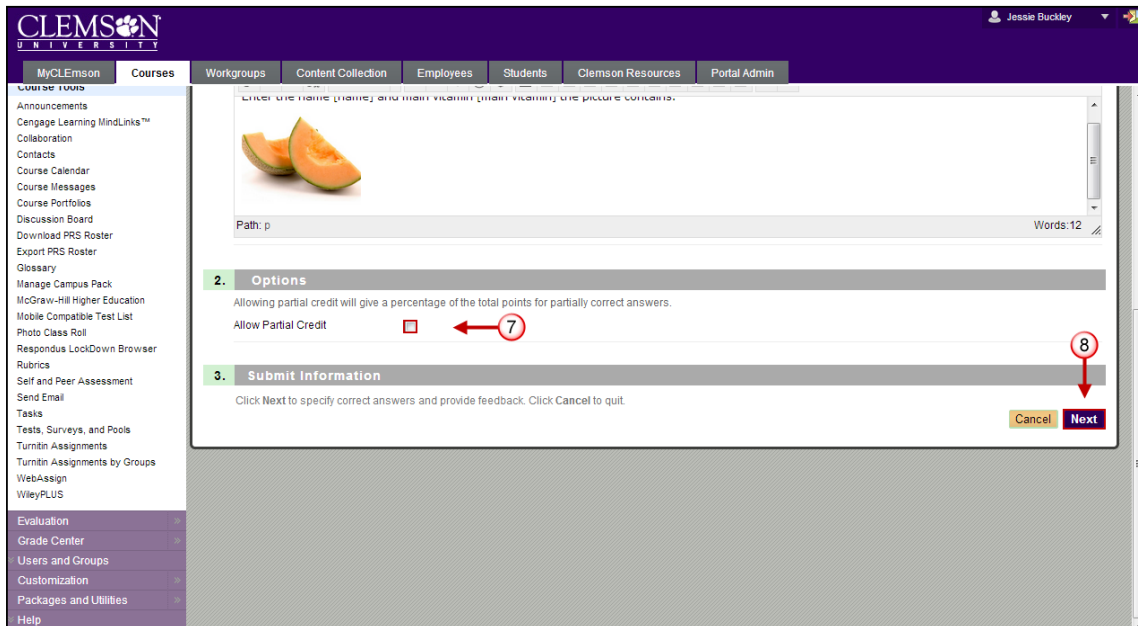 CLEMSON
UNIVERSITY
Jessie Buckley
MyCLEmson
Courses
Workgroups
Content Collection
Employees
Students
Clemson Resources
Portal Admin
Course Tools
Announcements
Cengage Learning MindLinks™
Collaboration
Contacts
Course Calendar
Course Messages
Course Portfolios
Discussion Board
Download PRS Roster
Export PRS Roster
Glossary
Manage Campus Pack
McGraw-Hill Higher Education
Mobile Compatible Test List
Photo Class Roll
Respondus LockDown Browser
Rubrics
Self and Peer Assessment
Send Email
Tasks
Tests, Surveys, and Pools
Turnitin Assignments
Turnitin Assignments by Groups
WebAssign
WileyPLUS
Evaluation
Grade Center
Users and Groups
Customization
Packages and Utilities
Help
Enter the name [name] and main vitamin [main vitamin] the picture contains.
Path: p
Words:12
2. Options
Allowing partial credit will give a percentage of the total points for partially correct answers.
Allow Partial Credit
7
8
3. Submit Information
Click Next to specify correct answers and provide feedback. Click Cancel to quit.
Cancel
Next